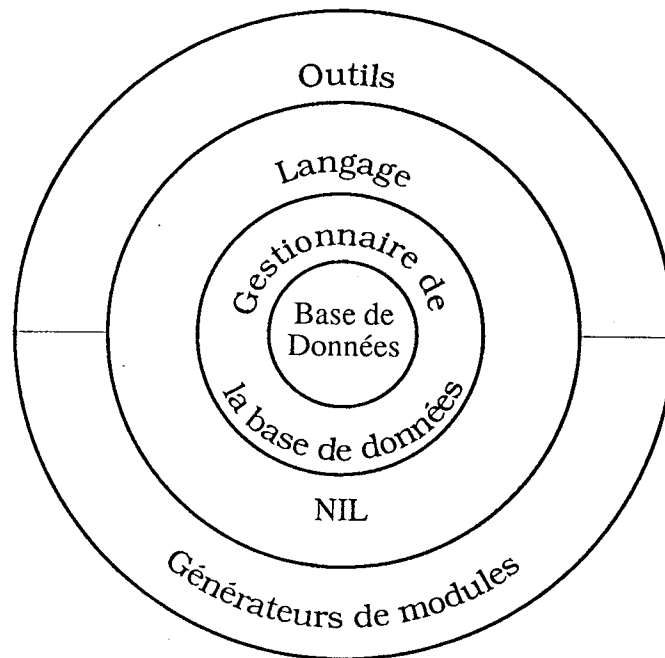 Outils
Langage
Gestionnaire de
Base de
Données
la base de données
NIL
Générateurs de modules